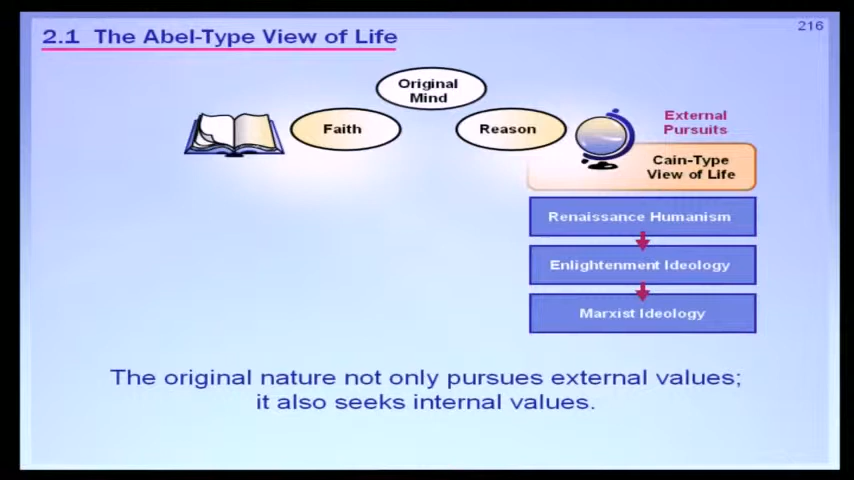 216
2.1 The Abel-Type View of Life
Original
Mind
Faith
Reason
External
Pursuits
Cain-Type
View of Life
Renaissance Humanism
Enlightenment Ideology
Marxist Ideology
The original nature not only pursues external values;
it also seeks internal values.